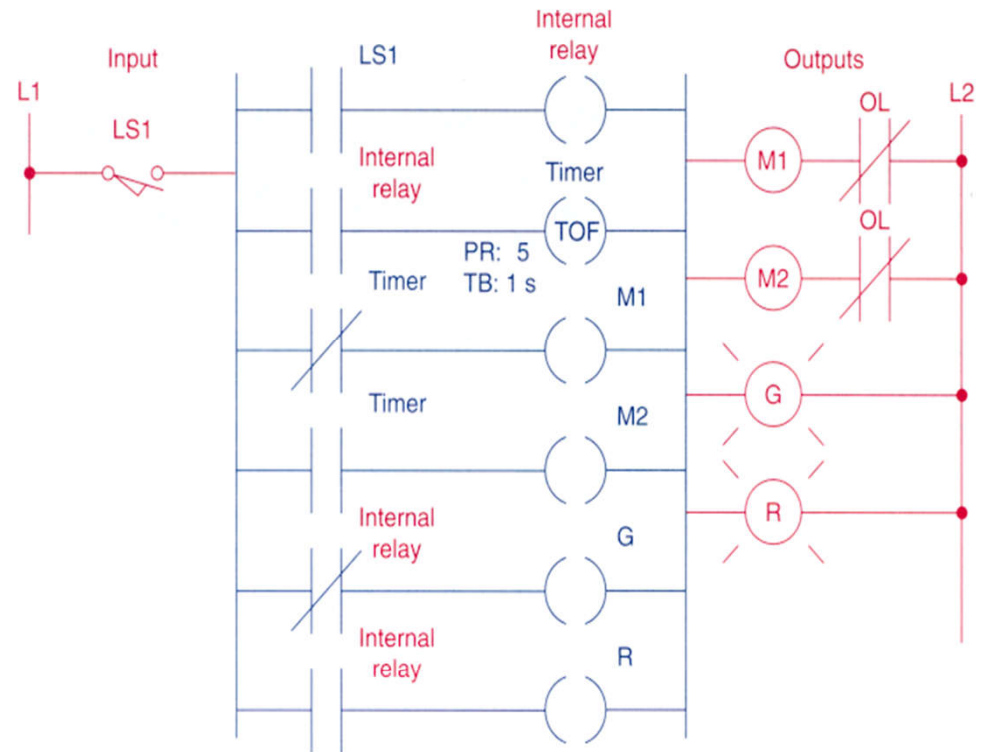 Input
L1
LS1
LS1
Internal
relay
Internal
relay
Timer
TOF
PR: 5
TB: 1 s
Timer
M1
Timer
M2
Internal
relay
G
Internal
relay
R
Outputs
OL
L2
M1
OL
M2
G
R